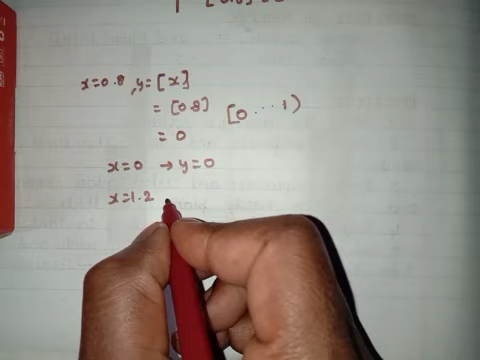 x=0.8, y=[x]
= [0.8] [0...1)
= 0
x=0 → y=0
x=1.2